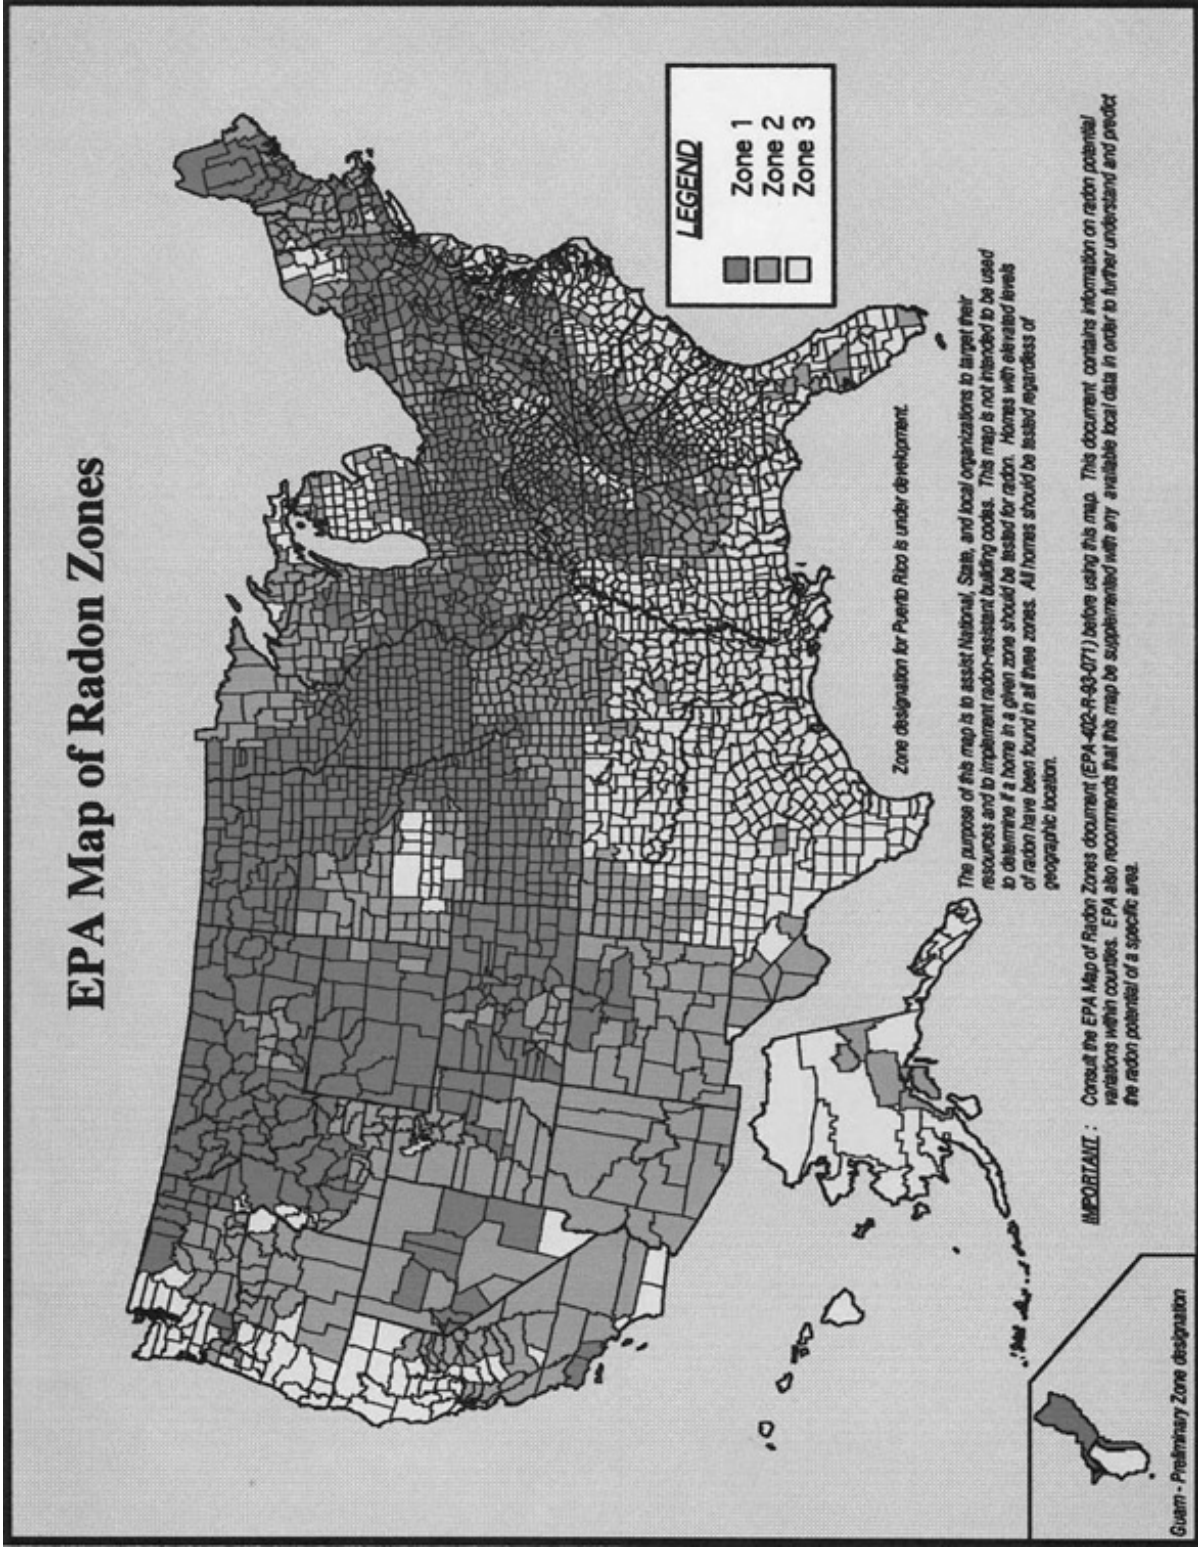 EPA Map of Radon Zones
LEGEND
Zone 1
Zone 2
Zone 3
Zone designation for Puerto Rico is under development.
The purpose of this map is to assist National, State, and local organizations to target their
resources and to implement radon-resistant building codes. This map is not intended to be used
to determine if a home in a given zone should be tested for radon. Homes with elevated levels
of radon have been found in all three zones. All homes should be tested regardless of
geographic location.
IMPORTANT : Consult the EPA Map of Radon Zones document (EPA-402-R-93-071) before using this map. This document contains information on radon potential
variations within counties. EPA also recommends that this map be supplemented with any available local data in order to further understand and predict
the radon potential of a specific area.
Guam - Preliminary Zone designation